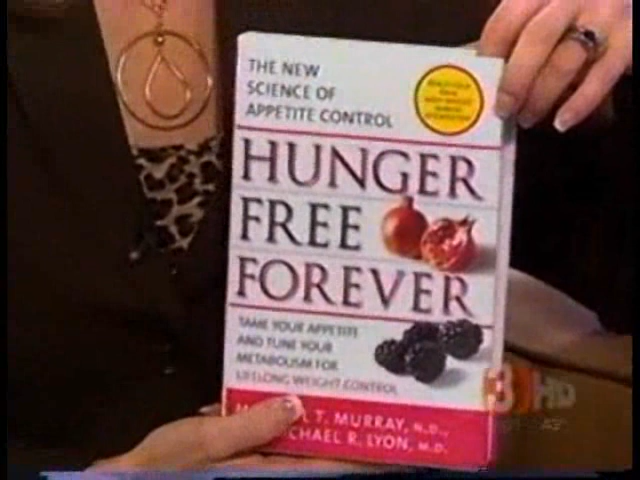 THE NEW
SCIENCE OF
APPETITE CONTROL
HUNGER
FREE
FOREVER
TAME YOUR APPETITE
AND TUNE YOUR
METABOLISM FOR
LIFELONG WEIGHT CONTROL
T. MURRAY, N.D.,
CHAEL R. LYON, M.D.
3 HD